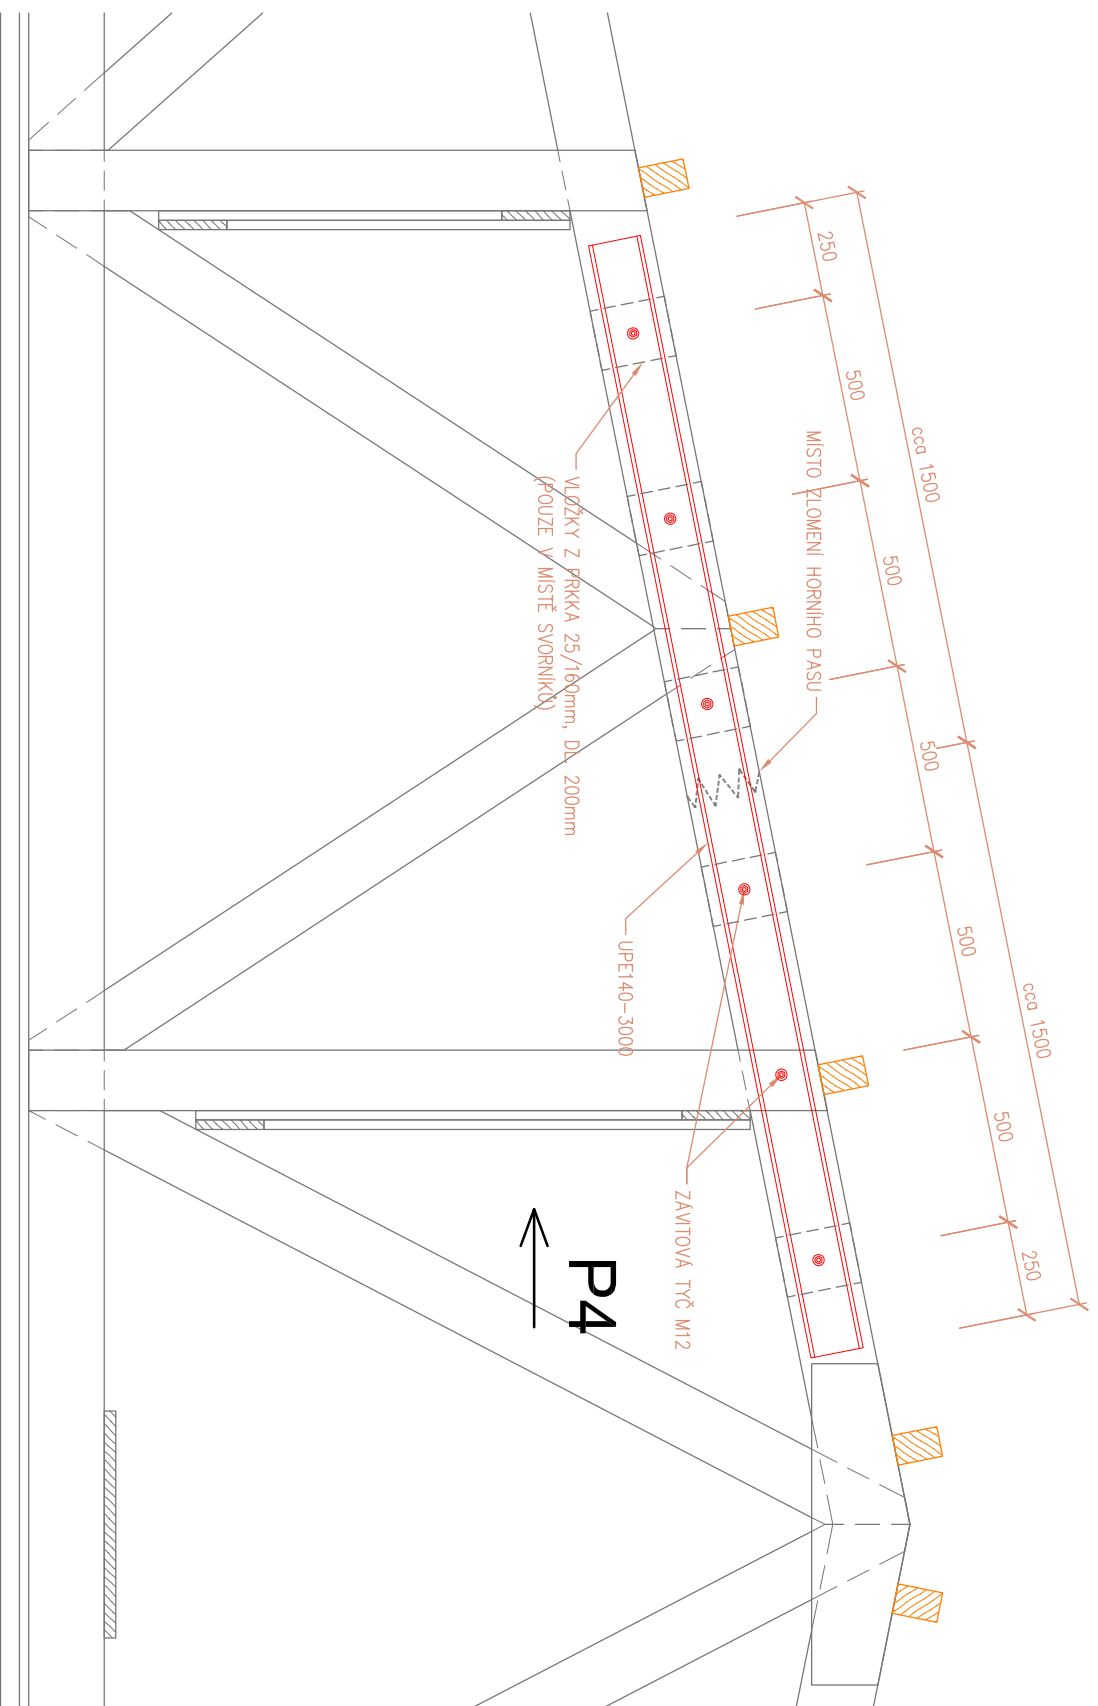 cca 1500
cca 1500
250
500
500
500
500
500
250
MÍSTO ZLOMENÍ HORNÍHO PASU
VLOŽKY Z PRKKA 25/160mm, DL 200mm
(POUZE V MÍSTĚ SVORNÍKŮ)
UPE140-3000
ZÁVITOVÁ TYČ M12
P4